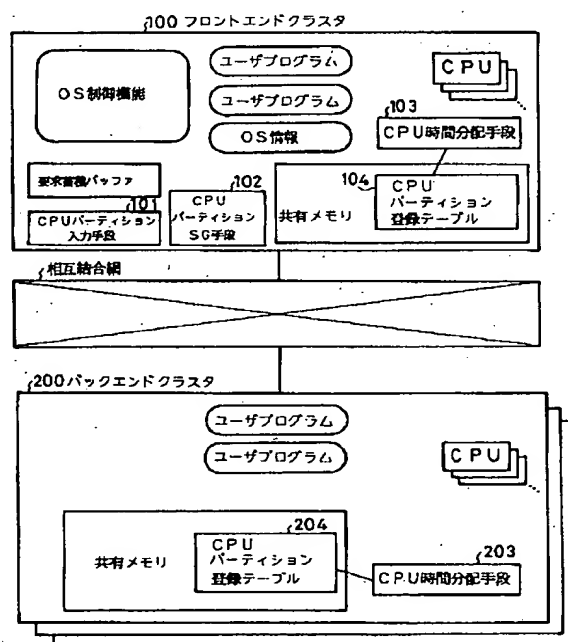 100 フロントエンドクラスタ
OS制御機能
ユーザプログラム
ユーザプログラム
OS情報
CPU
103
CPU時間分配手段
要求蓄積バッファ
101
CPUパーティション
入力手段
102
CPU
パーティション
SG手段
共有メモリ
104
CPU
パーティション
登録テーブル
相互結合網
200 バックエンドクラスタ
ユーザプログラム
ユーザプログラム
CPU
共有メモリ
204
CPU
パーティション
登録テーブル
203
CPU時間分配手段